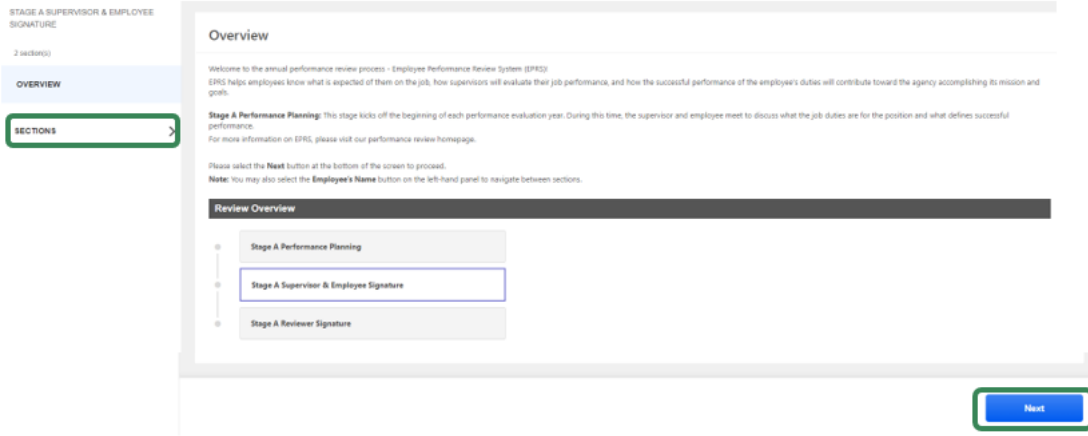 STAGE A SUPERVISOR & EMPLOYEE
SIGNATURE
2 section(s)
OVERVIEW
SECTIONS
Overview
Welcome to the annual performance review process - Employee Performance Review System (EPRS)!
EPRS helps employees know what is expected of them on the job, how supervisors will evaluate their job performance, and how the successful performance of the employee's duties will contribute toward the agency accomplishing its mission and
goals.
Stage A Performance Planning: This stage kicks off the beginning of each performance evaluation year. During this time, the supervisor and employee meet to discuss what the job duties are for the position and what defines successful
performance.
For more information on EPRS, please visit our performance review homepage.
Please select the Next button at the bottom of the screen to proceed.
Note: You may also select the Employee's Name button on the left-hand panel to navigate between sections.
Review Overview
Stage A Performance Planning
Stage A Supervisor & Employee Signature
Stage A Reviewer Signature
Next